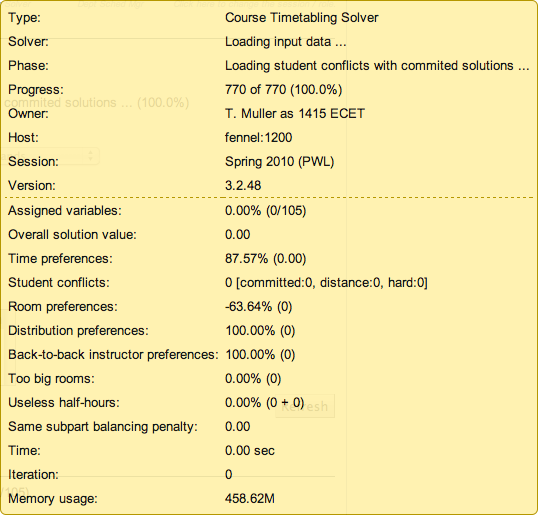 Type: Course Timetabling Solver
Solver: Loading input data ...
Phase: Loading student conflicts with commited solutions ...
Progress: 770 of 770 (100.0%)
commited solutions ... (100.0%)
Owner: T. Muller as 1415 ECET
Host: fennel:1200
Session: Spring 2010 (PWL)
Version: 3.2.48
Assigned variables: 0.00% (0/105)
Overall solution value: 0.00
Time preferences: 87.57% (0.00)
Student conflicts: 0 [committed:0, distance:0, hard:0]
Room preferences: -63.64% (0)
Distribution preferences: 100.00% (0)
Back-to-back instructor preferences: 100.00% (0)
Too big rooms: 0.00% (0)
Useless half-hours: 0.00% (0 + 0)
Refresh
Same subpart balancing penalty: 0.00
Time: 0.00 sec
Iteration: 0
Memory usage: 458.62M